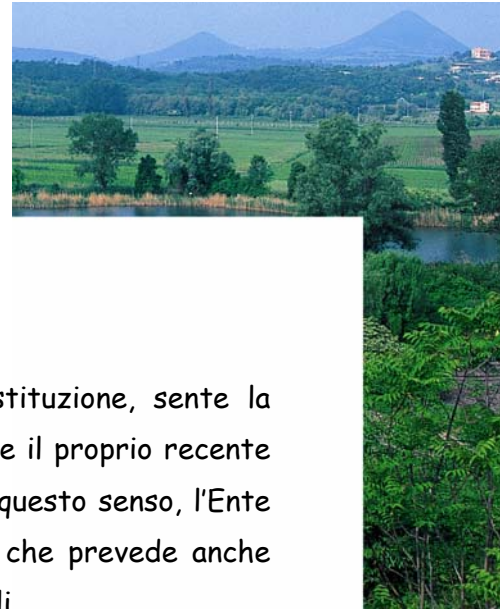 stituzione, sente la
e il proprio recente
questo senso, l'Ente
che prevede anche